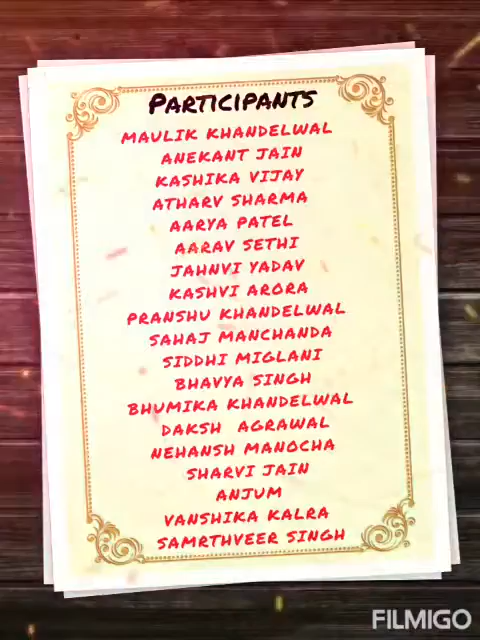 PARTICIPANTS
MAULIK KHANDELWAL
ANEKANT JAIN
KASHIKA VIJAY
ATHARV SHARMA
AARYA PATEL
AARAV SETHI
JAHNVI YADAV
KASHVI ARORA
PRANSHU KHANDELWAL
SAHAJ MANCHANDA
SIDDHI MIGLANI
BHAVYA SINGH
BHUMIKA KHANDELWAL
DAKSH AGRAWAL
NEHANSH MANOCHA
SHARVI JAIN
ANJUM
VANSHIKA KALRA
SAMRTHVEER SINGH
FILMIGO